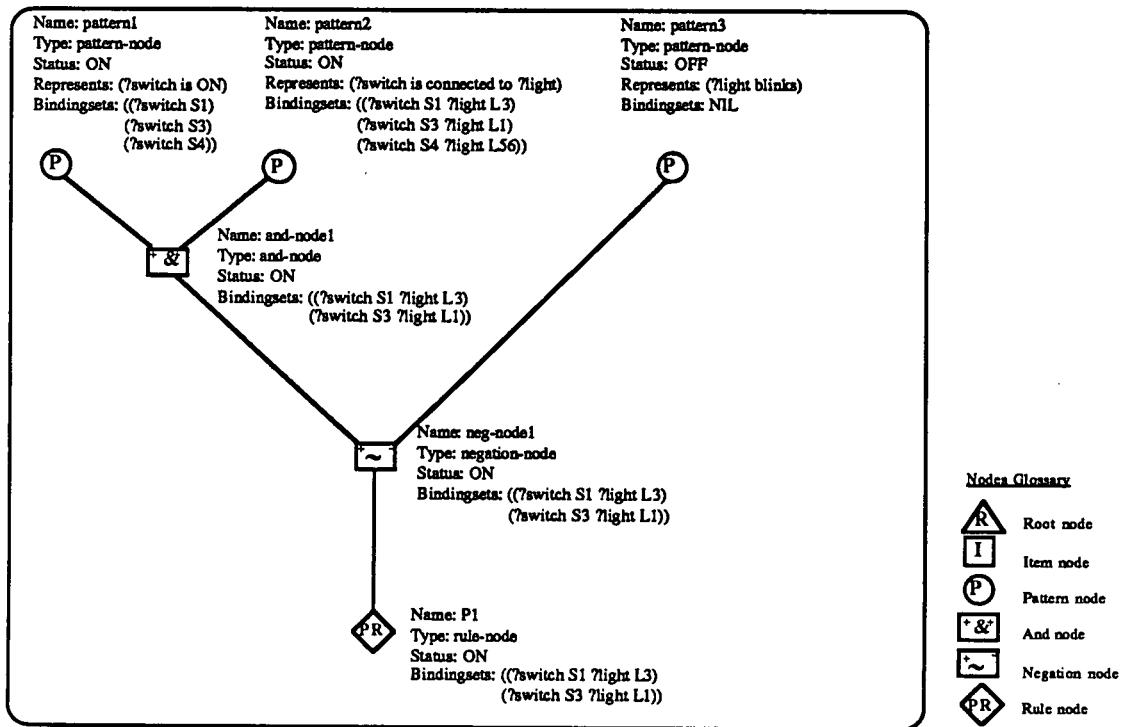 Name: pattern1
Type: pattern-node
Status: ON
Represents: (?switch is ON)
Bindingsets: ((?switch S1)
(?switch S3)
(?switch S4))
Name: pattern2
Type: pattern-node
Status: ON
Represents: (?switch is connected to ?light)
Bindingsets: ((?switch S1 ?light L3)
(?switch S3 ?light L1)
(?switch S4 ?light L56))
Name: pattern3
Type: pattern-node
Status: OFF
Represents: (?light blinks)
Bindingsets: NIL
P
P
P
+ & +
Name: and-node1
Type: and-node
Status: ON
Bindingsets: ((?switch S1 ?light L3)
(?switch S3 ?light L1))
+ ~ -
Name: neg-node1
Type: negation-node
Status: ON
Bindingsets: ((?switch S1 ?light L3)
(?switch S3 ?light L1))
PR
Name: P1
Type: rule-node
Status: ON
Bindingsets: ((?switch S1 ?light L3)
(?switch S3 ?light L1))
Nodes Glossary
R Root node
I Item node
P Pattern node
+ & + And node
+ ~ - Negation node
PR Rule node